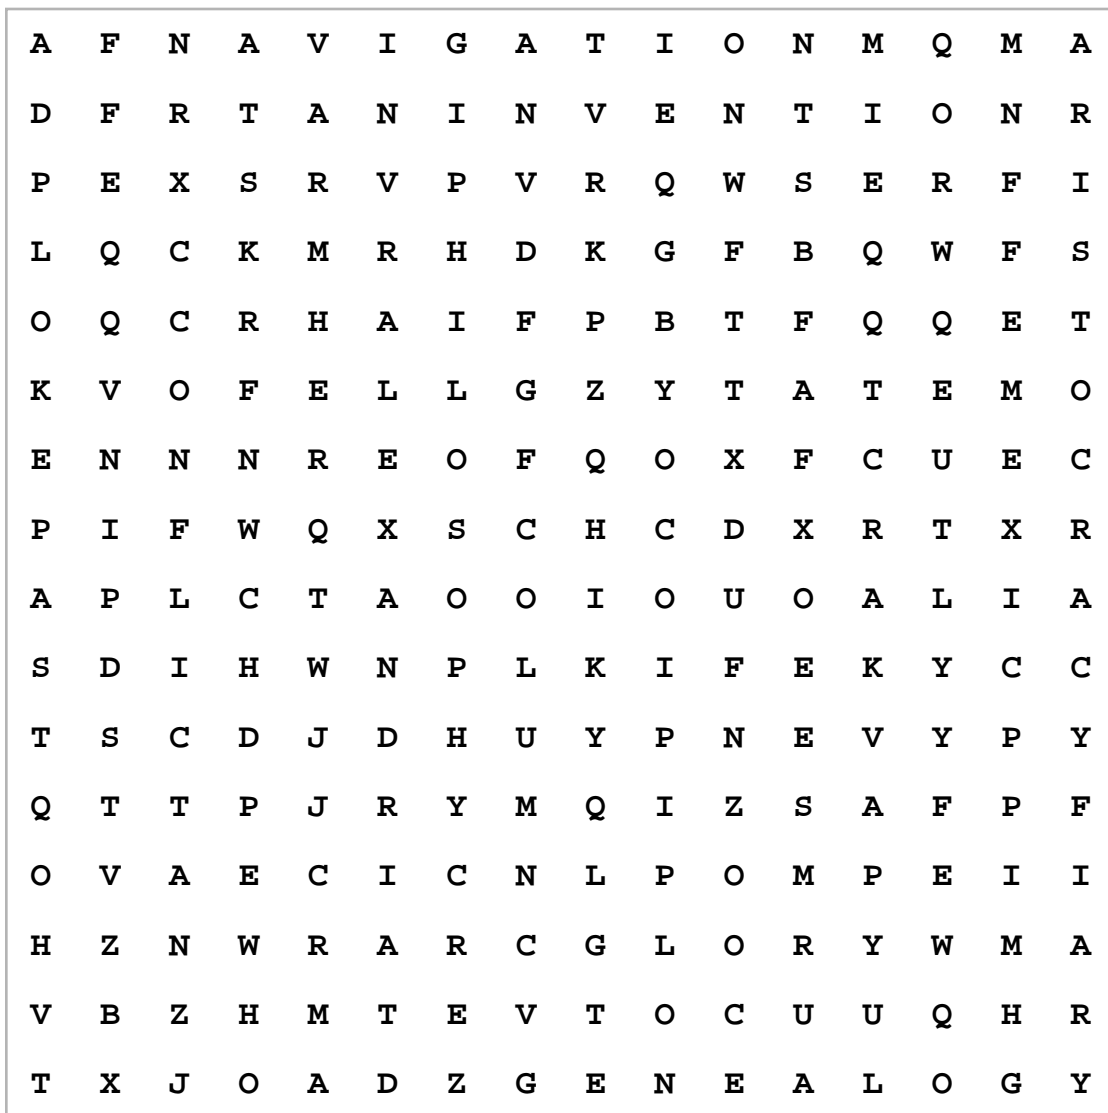 A F N A V I G A T I O N M Q M A
D F R T A N I N V E N T I O N R
P E X S R V P V R Q W S E R F I
L Q C K M R H D K G F B Q W F S
O Q C R H A I F P B T F Q Q E T
K V O F E L L G Z Y T A T E M O
E N N N R E O F Q O X F C U E C
P I F W Q X S C H C D X R T X R
A P L C T A O O I O U O A L I A
S D I H W N P L K I F E K Y C C
T S C D J D H U Y P N E V Y P Y
Q T T P J R Y M Q I Z S A F P F
O V A E C I C N L P O M P E I I
H Z N W R A R C G L O R Y W M A
V B Z H M T E V T O C U U Q H R
T X J O A D Z G E N E A L O G Y